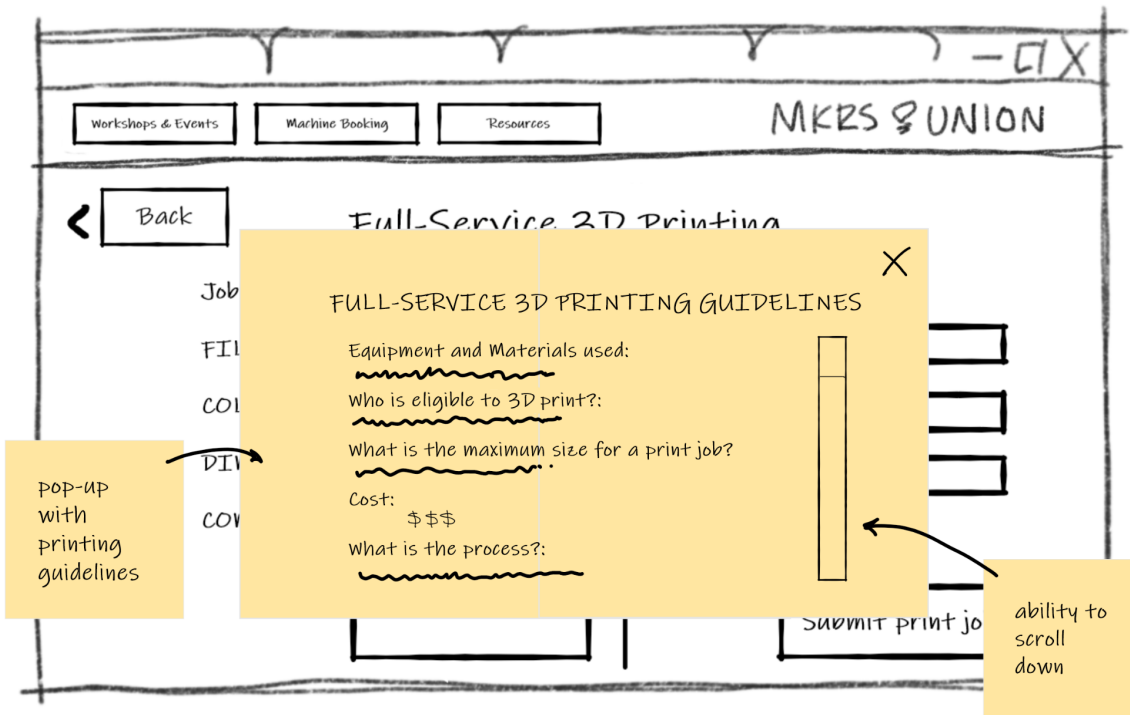 Workshops & Events
Machine Booking
Resources
MKRS UNION
Back
Full-Service 3D Printing
FULL-SERVICE 3D PRINTING GUIDELINES
Equipment and Materials used:
Who is eligible to 3D print?:
What is the maximum size for a print job?
Cost:
$$$
What is the process?:
Job
FIL
COL
DI
CO
Submit print jo
pop-up
with
printing
guidelines
ability to
scroll
down